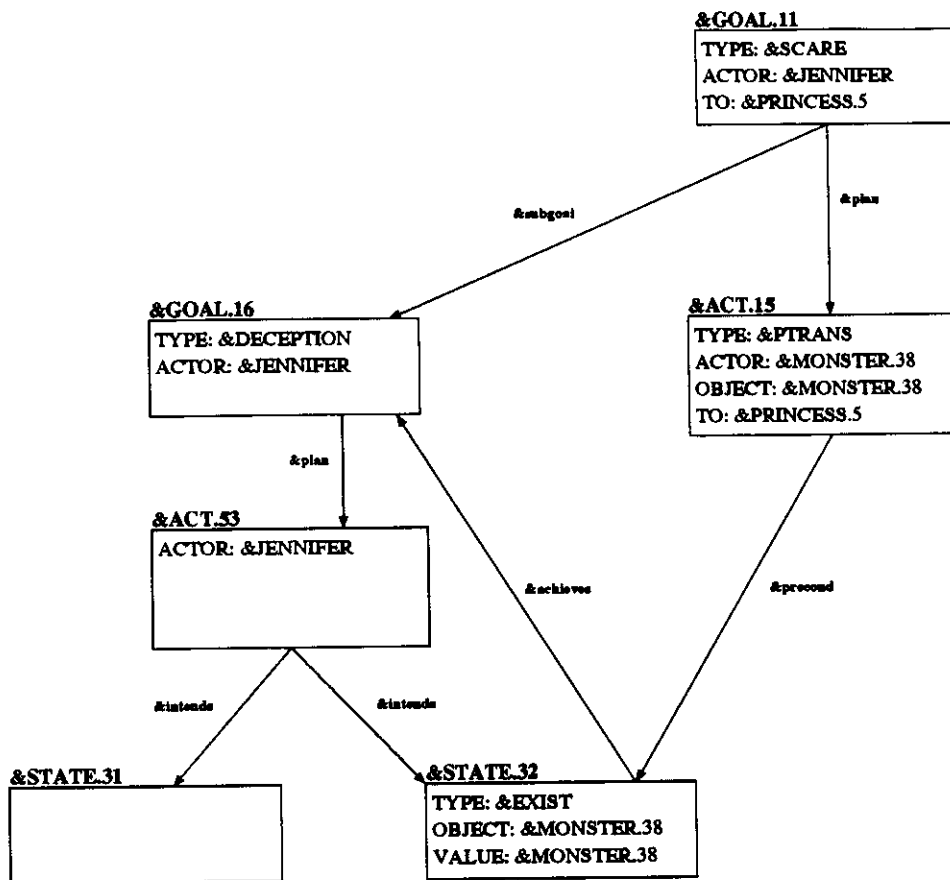 &GOAL.11
TYPE: &SCARE
ACTOR: &JENNIFER
TO: &PRINCESS.5
&subgoal
&plan
&GOAL.16
TYPE: &DECEPTION
ACTOR: &JENNIFER
&ACT.15
TYPE: &PTRANS
ACTOR: &MONSTER.38
OBJECT: &MONSTER.38
TO: &PRINCESS.5
&plan
&ACT.53
ACTOR: &JENNIFER
&achieves
&precond
&intends
&intends
&STATE.31
&STATE.32
TYPE: &EXIST
OBJECT: &MONSTER.38
VALUE: &MONSTER.38